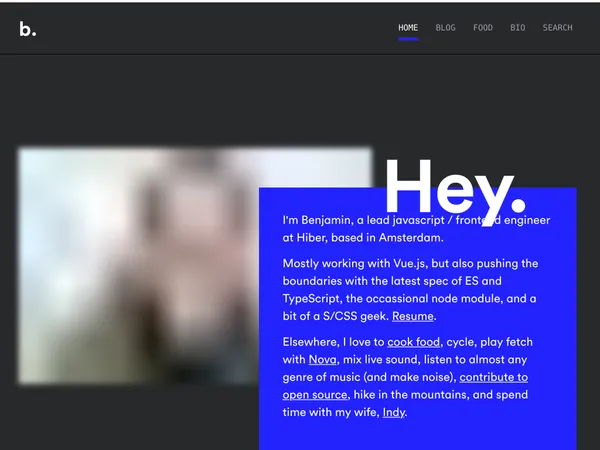 b.
HOME BLOG FOOD BIO SEARCH
Hey.
I'm Benjamin, a lead javascript / frontend engineer
at Hiber, based in Amsterdam.
Mostly working with Vue.js, but also pushing the
boundaries with the latest spec of ES and
TypeScript, the occassional node module, and a
bit of a S/CSS geek. Resume.
Elsewhere, I love to cook food, cycle, play fetch
with Nova, mix live sound, listen to almost any
genre of music (and make noise), contribute to
open source, hike in the mountains, and spend
time with my wife, Indy.